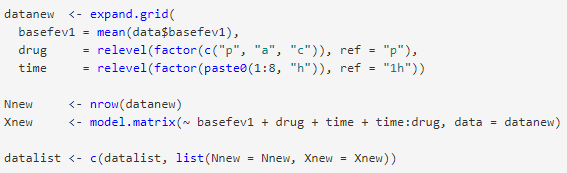 datanew  <- expand.grid(
  basefev1 = mean(data$basefev1),
  drug     = relevel(factor(c("p", "a", "c")), ref = "p"),
  time     = relevel(factor(paste0(1:8, "h")), ref = "1h"))
Nnew     <- nrow(datanew)
Xnew     <- model.matrix(~ basefev1 + drug + time + time:drug, data = datanew)
datalist <- c(datalist, list(Nnew = Nnew, Xnew = Xnew))